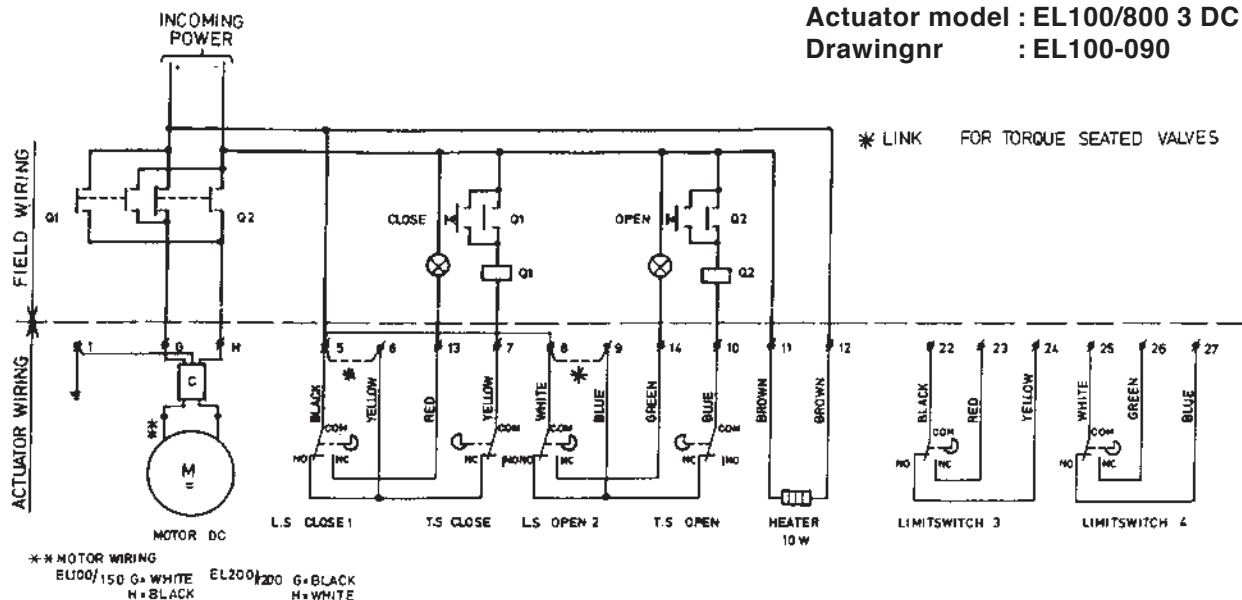 Actuator model : EL100/800 3 DC
Drawingnr : EL100-090
INCOMING
POWER
+ -
✳ LINK FOR TORQUE SEATED VALVES
FIELD WIRING
Q1 Q2 CLOSE Q1 OPEN Q2
Q1 Q2
ACTUATOR WIRING
1 G H 5 6 13 7 8 9 14 10 11 12 22 23 24 25 26 27
C
✳ ✳
BLACK YELLOW RED YELLOW WHITE BLUE GREEN BLUE BROWN BROWN BLACK RED YELLOW WHITE GREEN BLUE
✳✳
COM COM COM COM COM COM
NO NC NC NO NO NC NC NO NO NC NO NC
M
=
MOTOR DC
L.S CLOSE 1 T.S CLOSE L.S OPEN 2 T.S OPEN HEATER LIMITSWITCH 3 LIMITSWITCH 4
10 W
✳✳ MOTOR WIRING
EL100/150 G=WHITE EL200/ G=BLACK
H=BLACK H=WHITE